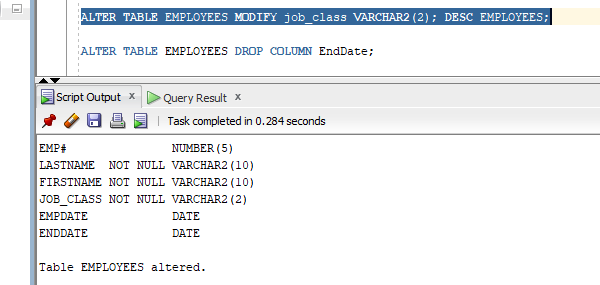 ALTER TABLE EMPLOYEES MODIFY job_class VARCHAR2(2); DESC EMPLOYEES;
ALTER TABLE EMPLOYEES DROP COLUMN EndDate;
Script Output x Query Result x
Task completed in 0.284 seconds
EMP# NUMBER(5)
LASTNAME NOT NULL VARCHAR2(10)
FIRSTNAME NOT NULL VARCHAR2(10)
JOB_CLASS NOT NULL VARCHAR2(2)
EMPDATE DATE
ENDDATE DATE
Table EMPLOYEES altered.